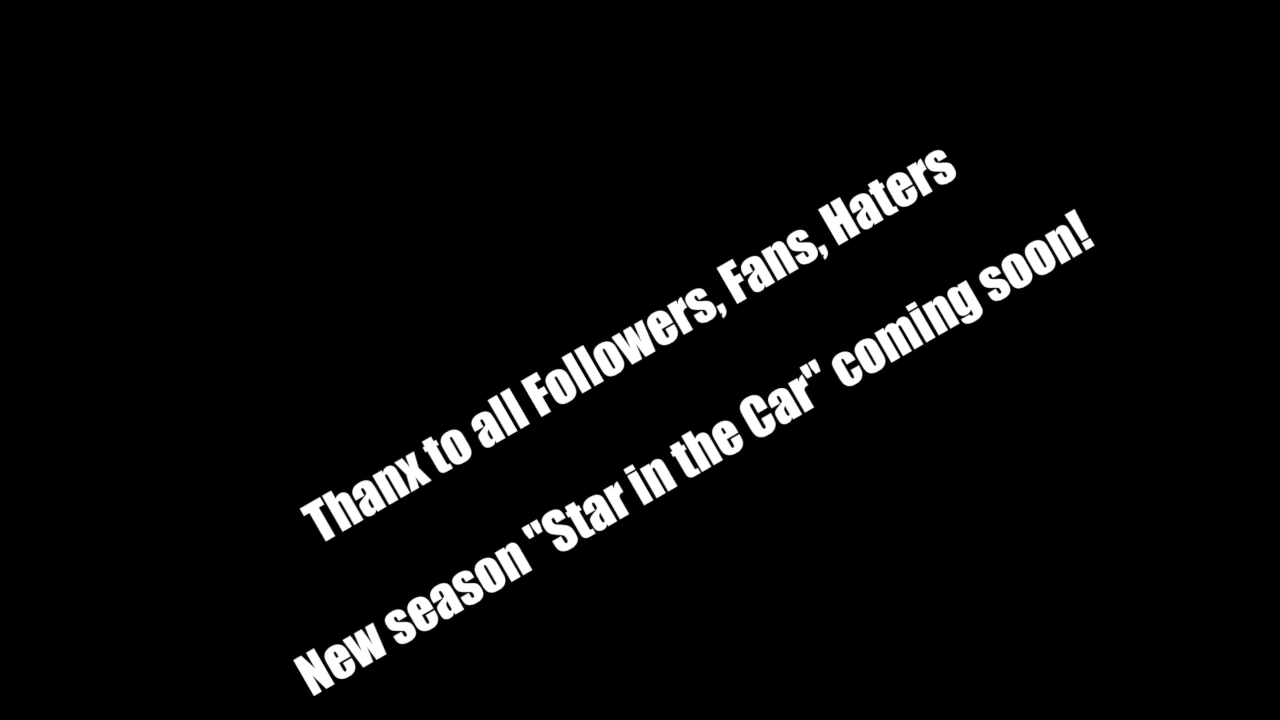 Thanx to all Followers, Fans, Haters
New season "Star in the Car" coming soon!